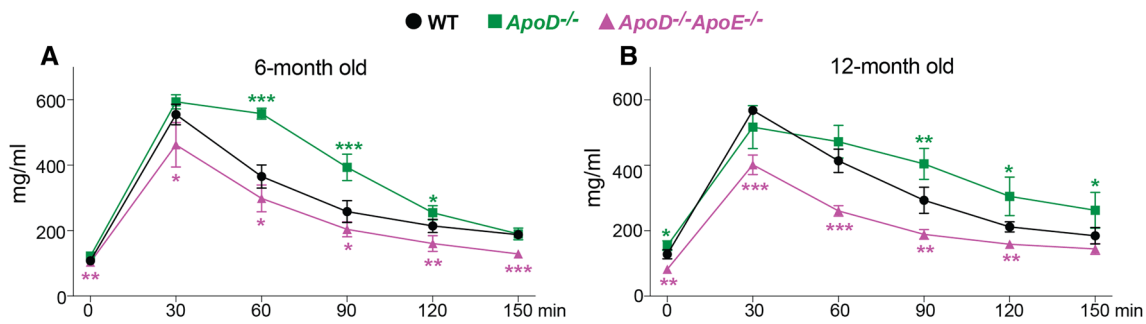 WT ApoD-/- ApoD-/-ApoE-/-
A
6-month old
mg/ml
600
400
200
0
0 30 60 90 120 150 min
** * *** * *** * * ** ***
B
12-month old
mg/ml
600
400
200
0
0 30 60 90 120 150 min
* ** *** *** ** ** * ** *